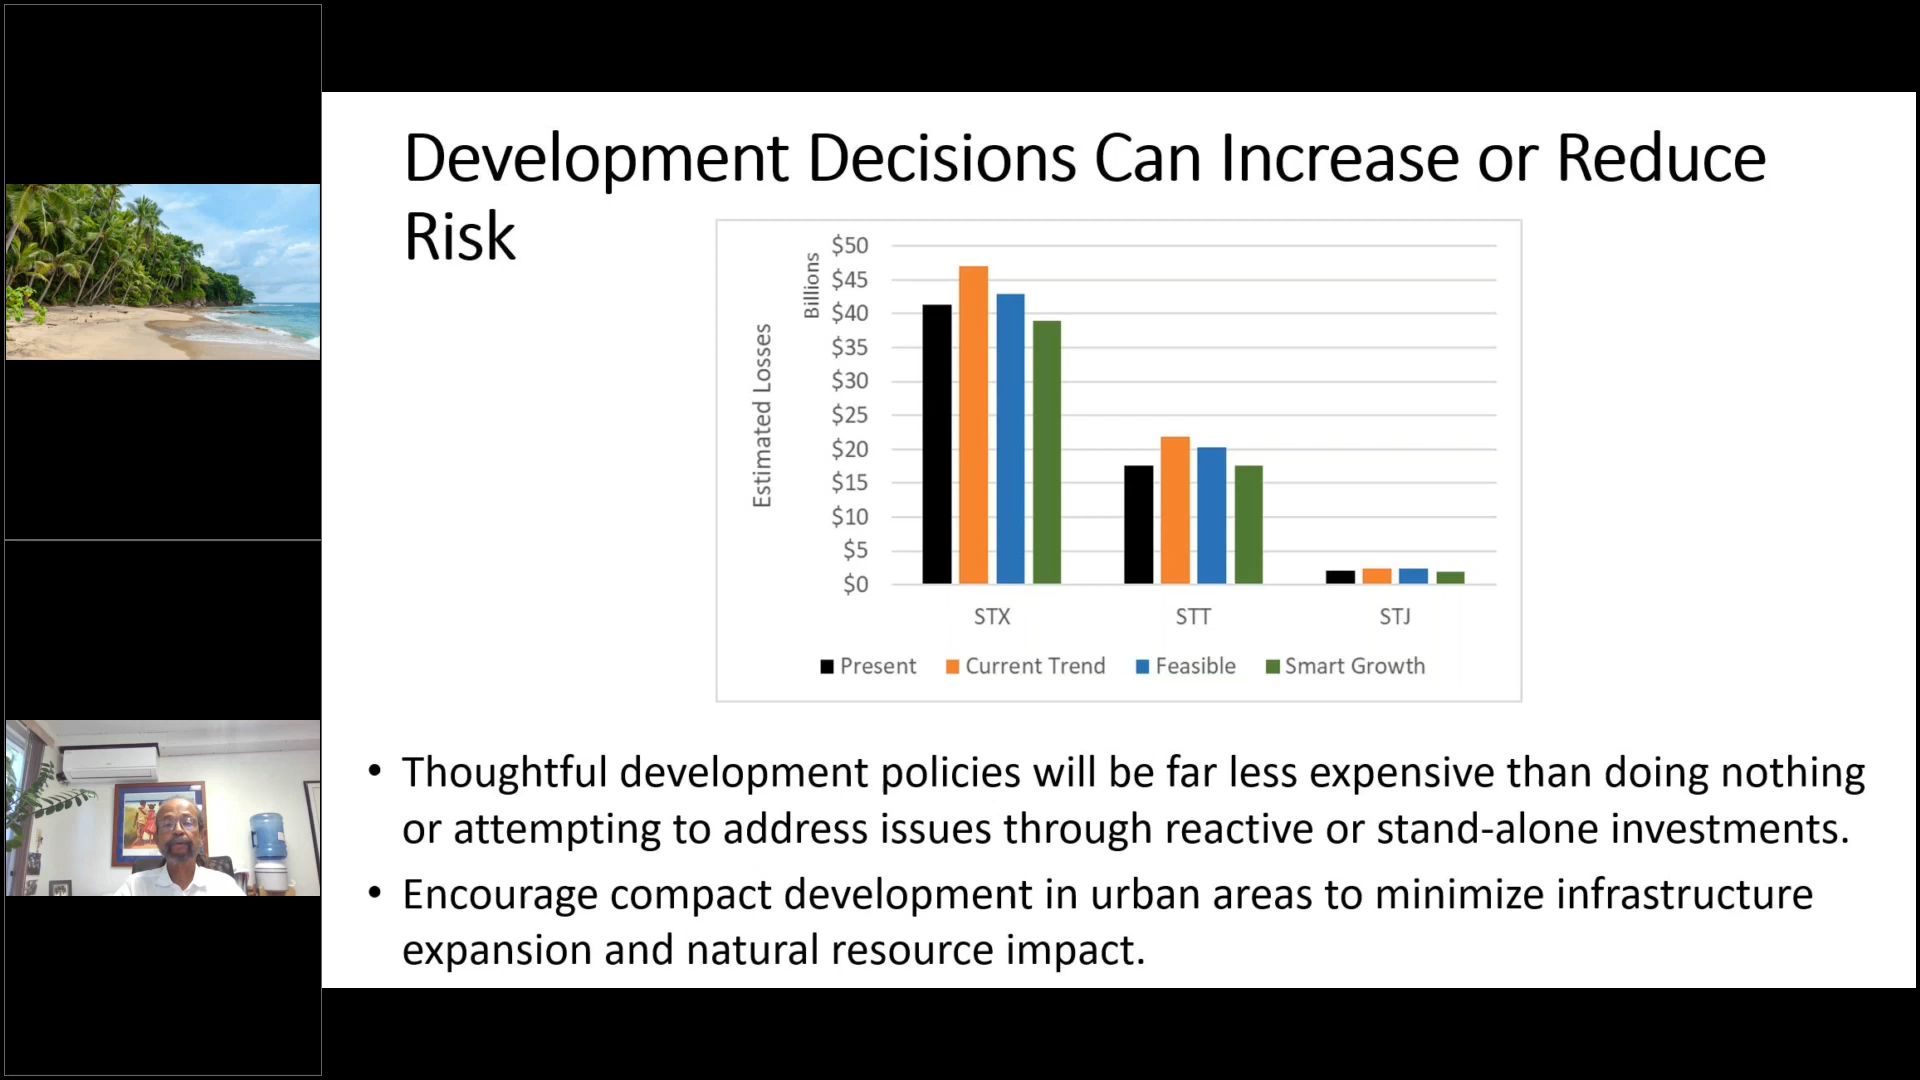 Development Decisions Can Increase or Reduce
Risk
Estimated Losses
Billions
$50
$45
$40
$35
$30
$25
$20
$15
$10
$5
$0
STX STT STJ
Present Current Trend Feasible Smart Growth
• Thoughtful development policies will be far less expensive than doing nothing
or attempting to address issues through reactive or stand-alone investments.
• Encourage compact development in urban areas to minimize infrastructure
expansion and natural resource impact.